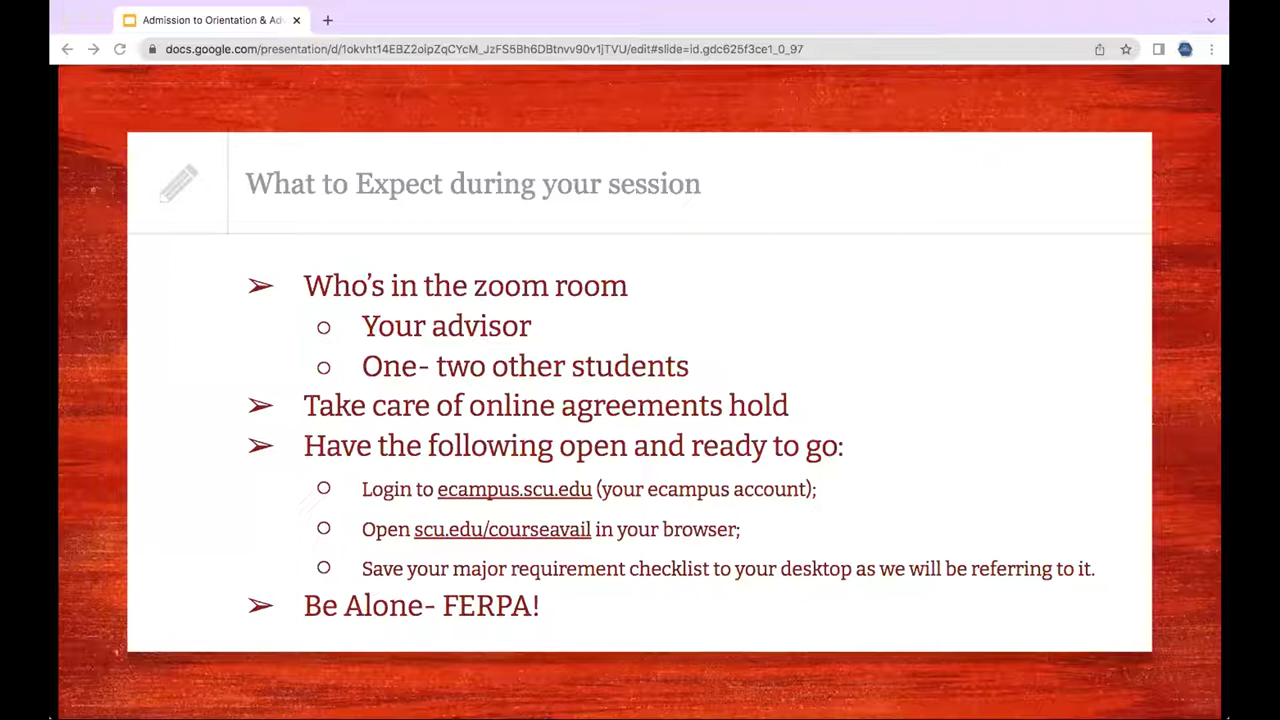 Admission to Orientation & Adv
docs.google.com/presentation/d/1okvht14EBZ2oipZqCYcM_JzFS5Bh6DBtnvv90v1jTVU/edit#slide=id.gdc625f3ce1_0_97
What to Expect during your session
➢ Who's in the zoom room
○ Your advisor
○ One- two other students
➢ Take care of online agreements hold
➢ Have the following open and ready to go:
○ Login to ecampus.scu.edu (your ecampus account);
○ Open scu.edu/courseavail in your browser;
○ Save your major requirement checklist to your desktop as we will be referring to it.
➢ Be Alone- FERPA!